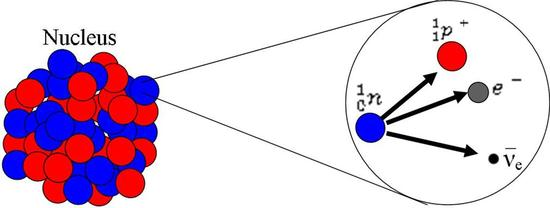 Nucleus
¹₁p⁺
e⁻
¹₀n
ν̅ₑ